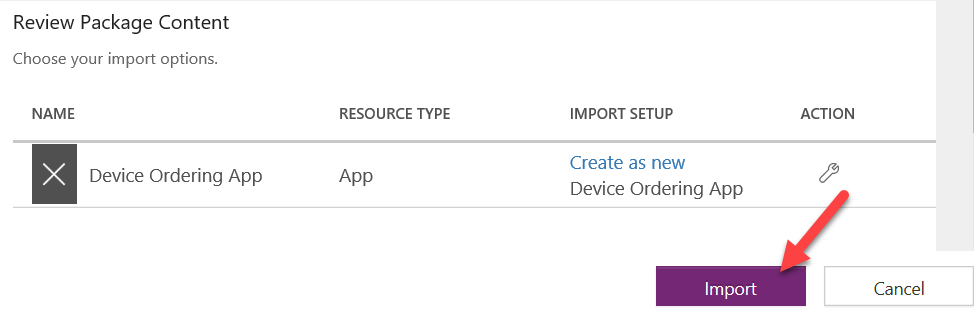 Review Package Content
Choose your import options.
NAME RESOURCE TYPE IMPORT SETUP ACTION
Device Ordering App App Create as new
Device Ordering App
Import Cancel